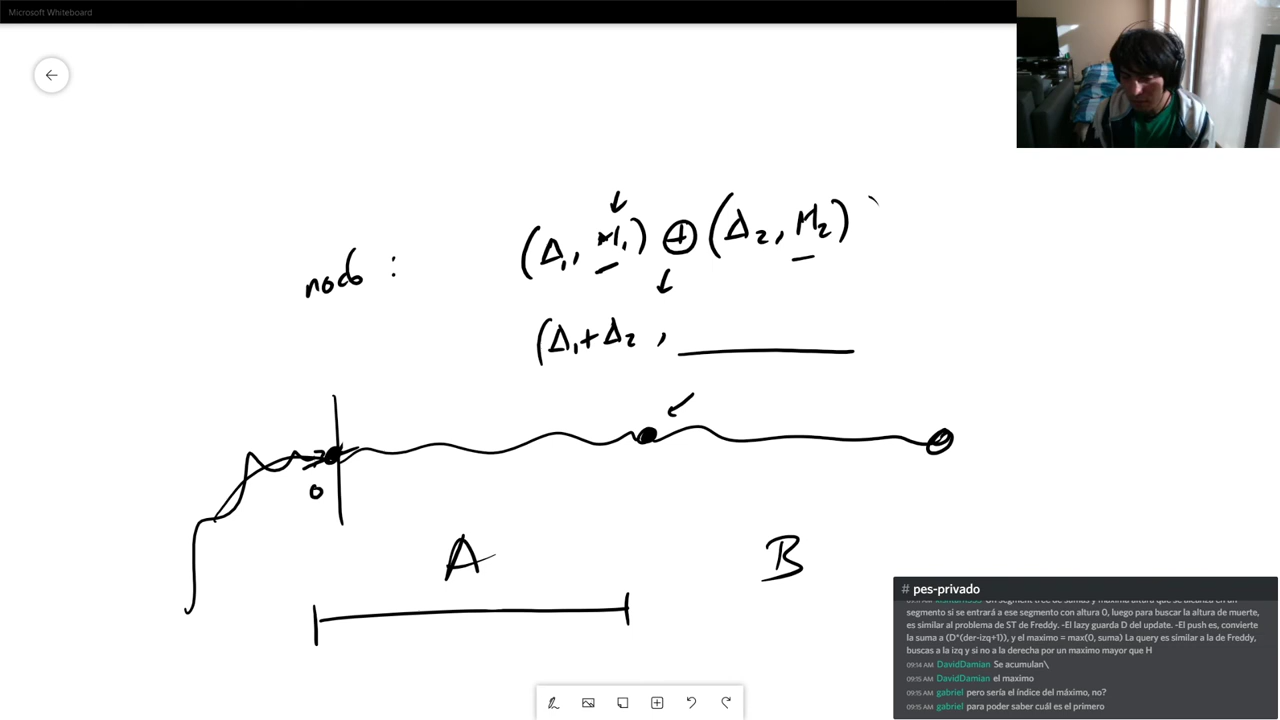 Microsoft Whiteboard
nodo : (Δ₁, M₁) ⊕ (Δ₂, M₂)
(Δ₁+Δ₂ ,
0
A
B
# pes-privado
segmento si se entrará a ese segmento con altura 0, luego para buscar la altura de muerte,
es similar al problema de ST de Freddy. -El lazy guarda D del update. -El push es, convierte
la suma a (D*(der-izq+1)), y el maximo = max(0, suma) La query es similar a la de Freddy,
buscas a la izq y si no a la derecha por un maximo mayor que H
09:14 AM DavidDamian Se acumulan\
09:15 AM DavidDamian el maximo
09:15 AM gabriel pero sería el índice del máximo, no?
09:15 AM gabriel para poder saber cuál es el primero